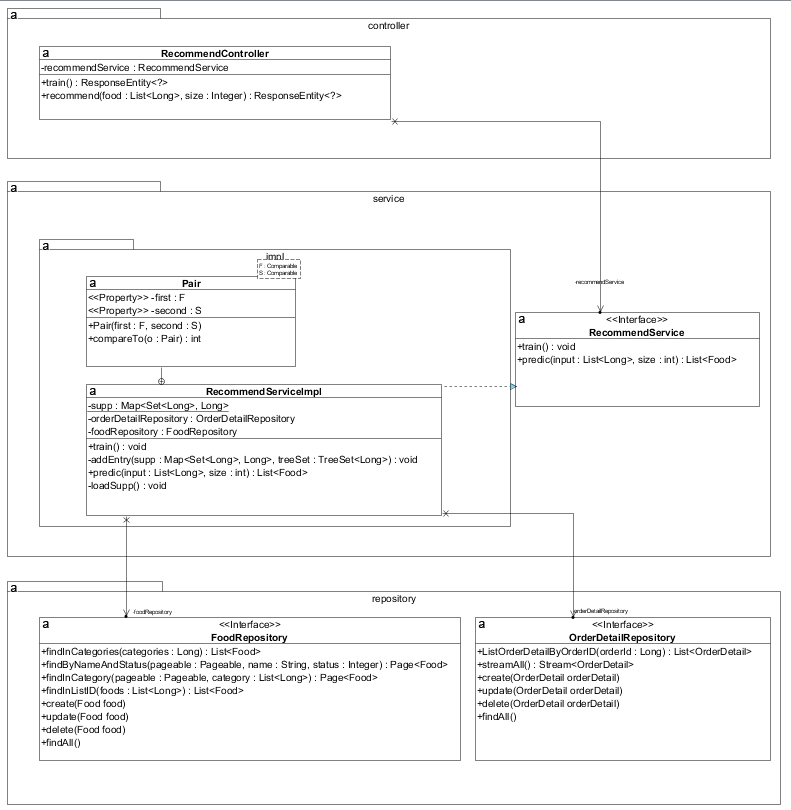 a
controller
a
RecommendController
-recommendService : RecommendService
+train() : ResponseEntity<?>
+recommend(food : List<Long>, size : Integer) : ResponseEntity<?>
a
service
a
impl
F : Comparable
S : Comparable
a
Pair
<<Property>> -first : F
<<Property>> -second : S
+Pair(first : F, second : S)
+compareTo(o : Pair) : int
-recommendService
a
<<Interface>>
RecommendService
+train() : void
+predic(input : List<Long>, size : int) : List<Food>
a
RecommendServiceImpl
-supp : Map<Set<Long>, Long>
-orderDetailRepository : OrderDetailRepository
-foodRepository : FoodRepository
+train() : void
-addEntry(supp : Map<Set<Long>, Long>, treeSet : TreeSet<Long>) : void
+predic(input : List<Long>, size : int) : List<Food>
-loadSupp() : void
a
repository
-foodRepository
-orderDetailRepository
a
<<Interface>>
FoodRepository
+findInCategories(categories : Long) : List<Food>
+findByNameAndStatus(pageable : Pageable, name : String, status : Integer) : Page<Food>
+findInCategory(pageable : Pageable, category : List<Long>) : Page<Food>
+findInListID(foods : List<Long>) : List<Food>
+create(Food food)
+update(Food food)
+delete(Food food)
+findAll()
a
<<Interface>>
OrderDetailRepository
+ListOrderDetailByOrderID(orderId : Long) : List<OrderDetail>
+streamAll() : Stream<OrderDetail>
+create(OrderDetail orderDetail)
+update(OrderDetail orderDetail)
+delete(OrderDetail orderDetail)
+findAll()